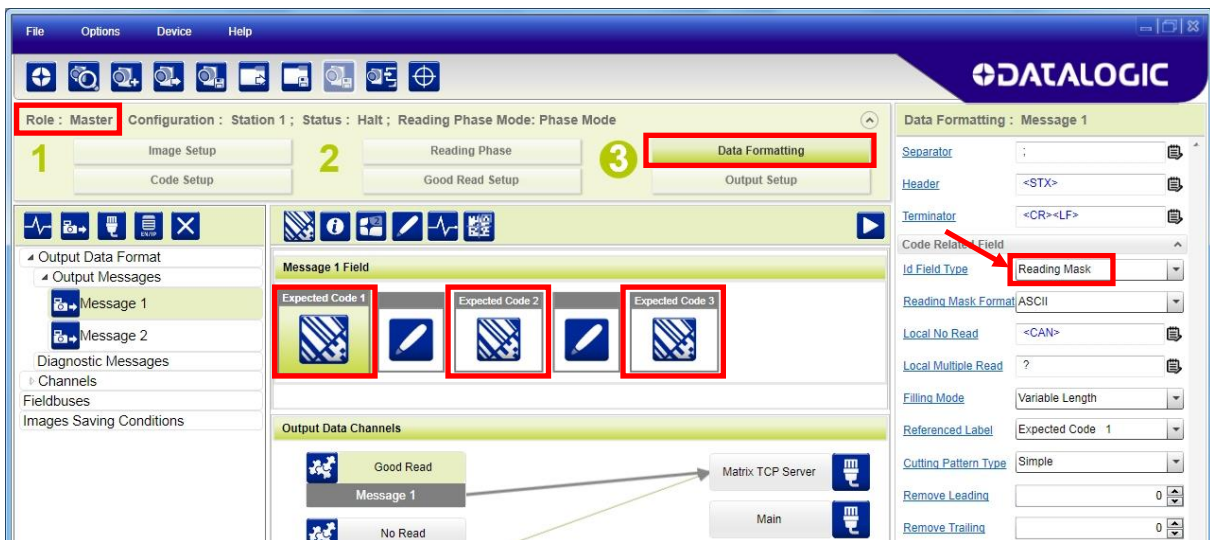 File Options Device Help
DATALOGIC
Role : Master Configuration : Station 1 ; Status : Halt ; Reading Phase Mode: Phase Mode
1 Image Setup 2 Reading Phase 3 Data Formatting
Code Setup Good Read Setup Output Setup
Output Data Format
Output Messages
Message 1
Message 2
Diagnostic Messages
Channels
Fieldbuses
Images Saving Conditions
Message 1 Field
Expected Code 1 Expected Code 2 Expected Code 3
Output Data Channels
Good Read
Message 1
No Read
Matrix TCP Server
Main
Data Formatting : Message 1
Separator ;
Header <STX>
Terminator <CR><LF>
Code Related Field
Id Field Type Reading Mask
Reading Mask Format ASCII
Local No Read <CAN>
Local Multiple Read ?
Filling Mode Variable Length
Referenced Label Expected Code 1
Cutting Pattern Type Simple
Remove Leading 0
Remove Trailing 0